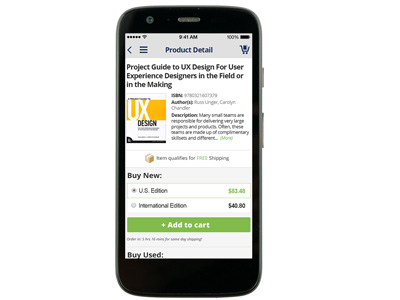 9:41 AM
100%
Product Detail
Project Guide to UX Design For User
Experience Designers in the Field or
in the Making
ISBN: 9780321607379
Author(s): Russ Unger, Carolyn
Chandler
Description: Many small teams are
responsible for delivering very large
projects and products. Often, these
teams are made up of complimentary
skillsets and different... (More)
UX
DESIGN
Item qualifies for FREE Shipping
Buy New:
U.S. Edition $83.48
International Edition $40.80
+ Add to cart
Order in 2 hrs 19 mins for same day shipping!
Buy Used: